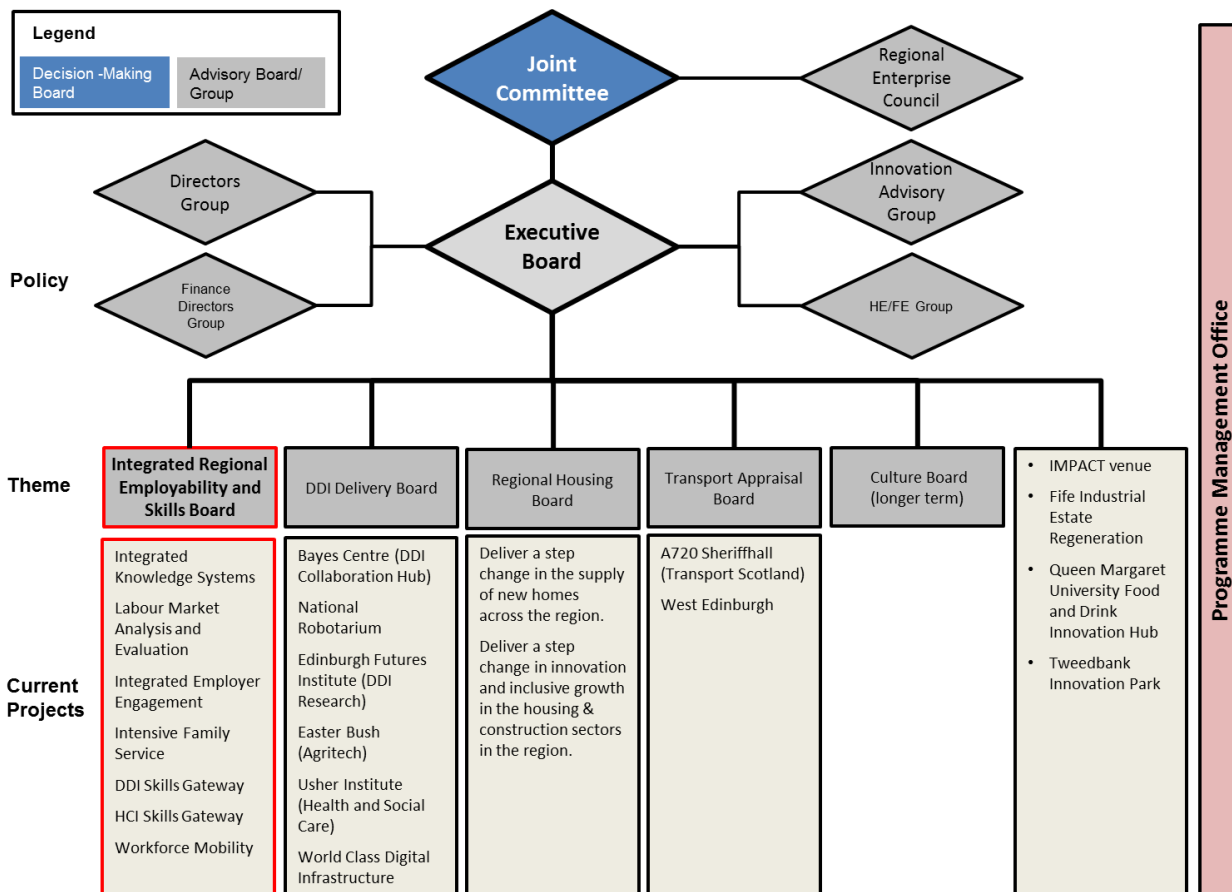 Legend
Decision -Making
Board
Advisory Board/
Group
Joint
Committee
Regional
Enterprise
Council
Directors
Group
Innovation
Advisory
Group
Executive
Board
Policy
Finance
Directors
Group
HE/FE Group
Programme Management Office
Theme
Integrated Regional
Employability and
Skills Board
DDI Delivery Board
Regional Housing
Board
Transport Appraisal
Board
Culture Board
(longer term)
• IMPACT venue
• Fife Industrial
Estate
Regeneration
• Queen Margaret
University Food
and Drink
Innovation Hub
• Tweedbank
Innovation Park
Current
Projects
Integrated
Knowledge Systems
Labour Market
Analysis and
Evaluation
Integrated Employer
Engagement
Intensive Family
Service
DDI Skills Gateway
HCI Skills Gateway
Workforce Mobility
Bayes Centre (DDI
Collaboration Hub)
National
Robotarium
Edinburgh Futures
Institute (DDI
Research)
Easter Bush
(Agritech)
Usher Institute
(Health and Social
Care)
World Class Digital
Infrastructure
Deliver a step
change in the supply
of new homes
across the region.
Deliver a step
change in innovation
and inclusive growth
in the housing &
construction sectors
in the region.
A720 Sheriffhall
(Transport Scotland)
West Edinburgh